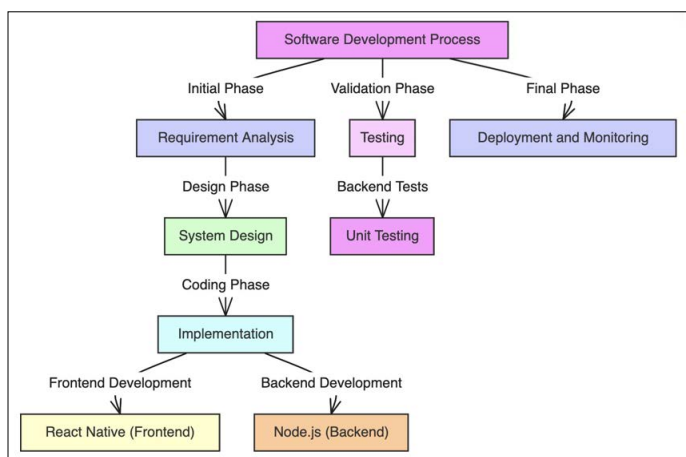 Software Development Process
Initial Phase
Validation Phase
Final Phase
Requirement Analysis
Testing
Deployment and Monitoring
Design Phase
Backend Tests
System Design
Unit Testing
Coding Phase
Implementation
Frontend Development
Backend Development
React Native (Frontend)
Node.js (Backend)